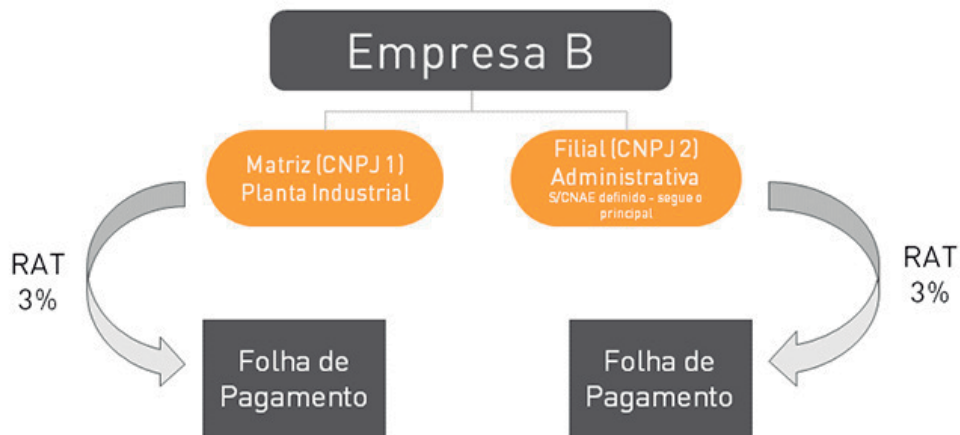 Empresa B
Matriz (CNPJ 1)
Planta Industrial
Filial (CNPJ 2)
Administrativa
S/CNAE definido - segue o
principal
RAT
3%
RAT
3%
Folha de
Pagamento
Folha de
Pagamento